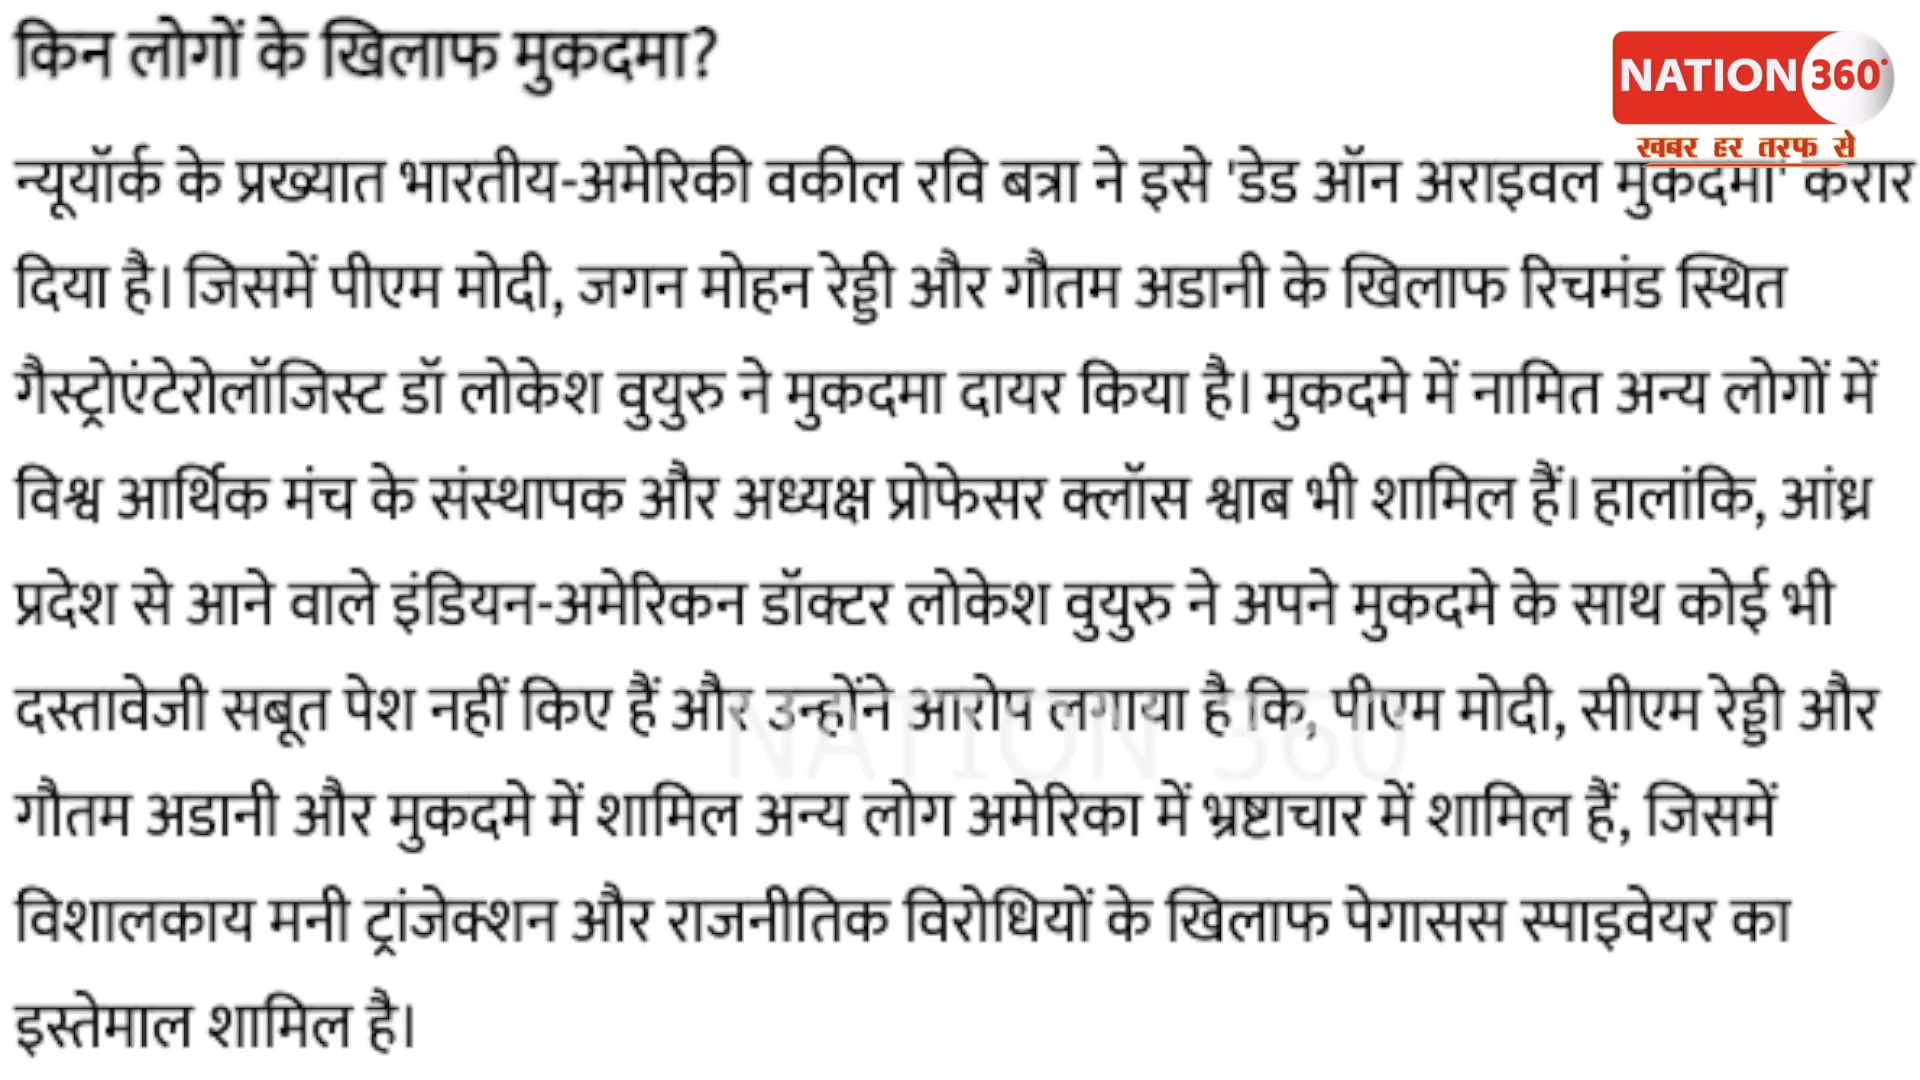 किन लोगों के खिलाफ मुकदमा?
NATION 360
खबर हर तरफ से
न्यूयॉर्क के प्रख्यात भारतीय-अमेरिकी वकील रवि बत्रा ने इसे 'डेड ऑन अराइवल मुकदमा' करार
दिया है। जिसमें पीएम मोदी, जगन मोहन रेड्डी और गौतम अडानी के खिलाफ रिचमंड स्थित
गैस्ट्रोएंटेरोलॉजिस्ट डॉ लोकेश वुयुरु ने मुकदमा दायर किया है। मुकदमे में नामित अन्य लोगों में
विश्व आर्थिक मंच के संस्थापक और अध्यक्ष प्रोफेसर क्लॉस श्वाब भी शामिल हैं। हालांकि, आंध्र
प्रदेश से आने वाले इंडियन-अमेरिकन डॉक्टर लोकेश वुयुरु ने अपने मुकदमे के साथ कोई भी
दस्तावेजी सबूत पेश नहीं किए हैं और उन्होंने आरोप लगाया है कि, पीएम मोदी, सीएम रेड्डी और
NATION 360
गौतम अडानी और मुकदमे में शामिल अन्य लोग अमेरिका में भ्रष्टाचार में शामिल हैं, जिसमें
विशालकाय मनी ट्रांजेक्शन और राजनीतिक विरोधियों के खिलाफ पेगासस स्पाइवेयर का
इस्तेमाल शामिल है।